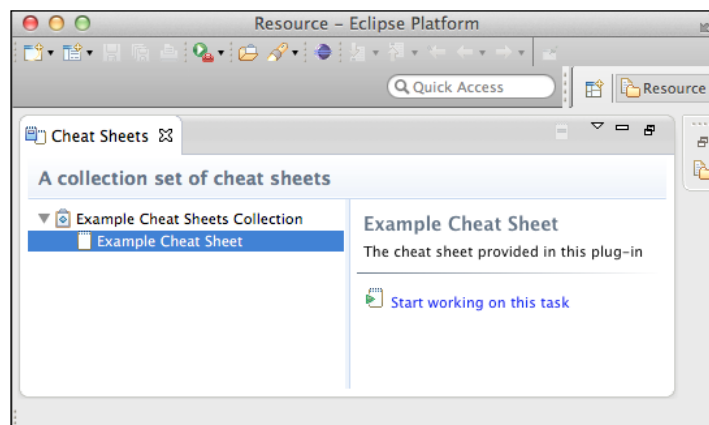 Resource – Eclipse Platform
Quick Access
Resource
Cheat Sheets
A collection set of cheat sheets
Example Cheat Sheets Collection
Example Cheat Sheet
Example Cheat Sheet
The cheat sheet provided in this plug-in
Start working on this task